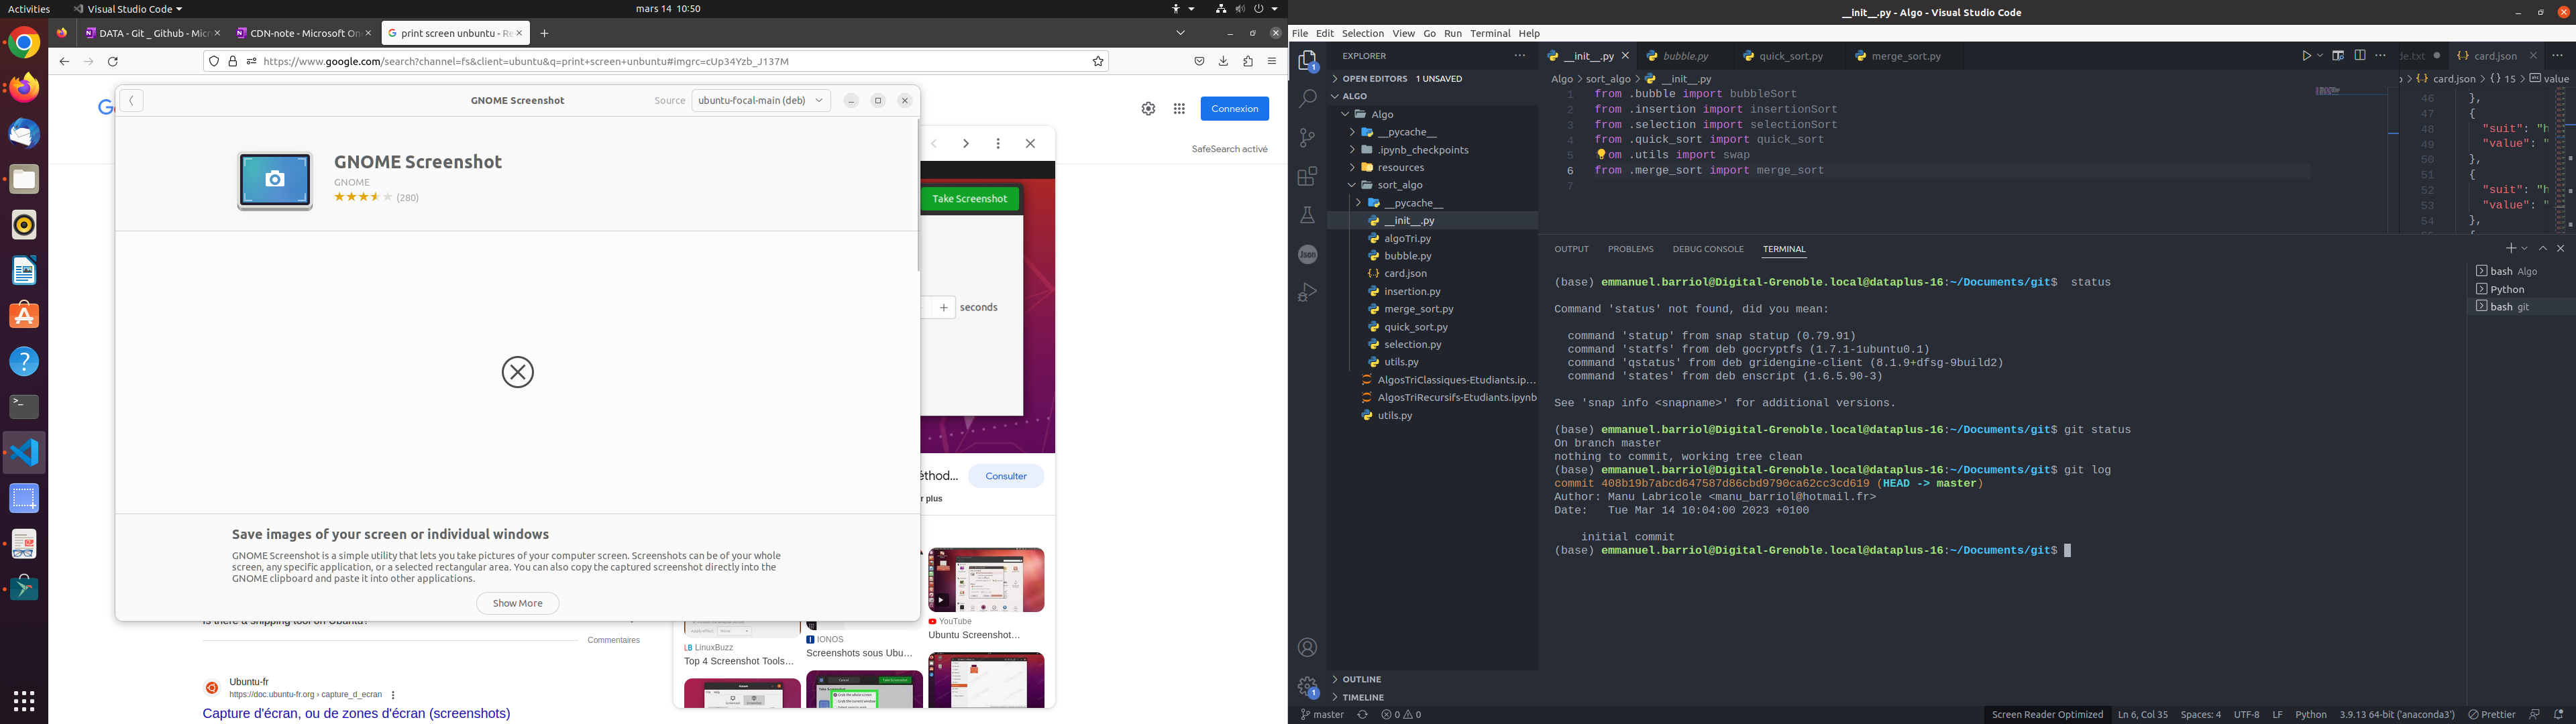 Activities
Visual Studio Code
mars 14 10:50
DATA - Git _ Github - Micr
CDN-note - Microsoft On
print screen unbuntu - Re
https://www.google.com/search?channel=fs&client=ubuntu&q=print+screen+unbuntu#imgrc=cUp34Yzb_J137M
GNOME Screenshot
Source
ubuntu-focal-main (deb)
Connexion
SafeSearch activé
GNOME Screenshot
GNOME
(280)
Take Screenshot
seconds
Consulter
Save images of your screen or individual windows
GNOME Screenshot is a simple utility that lets you take pictures of your computer screen. Screenshots can be of your whole
screen, any specific application, or a selected rectangular area. You can also copy the captured screenshot directly into the
GNOME clipboard and paste it into other applications.
Show More
Commentaires
LinuxBuzz
Top 4 Screenshot Tools…
IONOS
Screenshots sous Ubu…
YouTube
Ubuntu Screenshot…
Ubuntu-fr
https://doc.ubuntu-fr.org › capture_d_ecran
Capture d'écran, ou de zones d'écran (screenshots)
__init__.py - Algo - Visual Studio Code
File Edit Selection View Go Run Terminal Help
EXPLORER
OPEN EDITORS 1 UNSAVED
ALGO
Algo
__pycache__
.ipynb_checkpoints
resources
sort_algo
__pycache__
__init__.py
algoTri.py
bubble.py
card.json
insertion.py
merge_sort.py
quick_sort.py
selection.py
utils.py
AlgosTriClassiques-Etudiants.ip…
AlgosTriRecursifs-Etudiants.ipynb
utils.py
OUTLINE
TIMELINE
__init__.py
bubble.py
quick_sort.py
merge_sort.py
Algo > sort_algo > __init__.py
1 from .bubble import bubbleSort
2 from .insertion import insertionSort
3 from .selection import selectionSort
4 from .quick_sort import quick_sort
5 om .utils import swap
6 from .merge_sort import merge_sort
7
de.txt
card.json
card.json > {} 15 > value
46 },
47 {
48 "suit": "h
49 "value": "
50 },
51 {
52 "suit": "h
53 "value": "
54 },
OUTPUT PROBLEMS DEBUG CONSOLE TERMINAL
(base) emmanuel.barriol@Digital-Grenoble.local@dataplus-16:~/Documents/git$  status
Command 'status' not found, did you mean:
command 'statup' from snap statup (0.79.91)
command 'statfs' from deb gocryptfs (1.7.1-1ubuntu0.1)
command 'qstatus' from deb gridengine-client (8.1.9+dfsg-9build2)
command 'states' from deb enscript (1.6.5.90-3)
See 'snap info <snapname>' for additional versions.
(base) emmanuel.barriol@Digital-Grenoble.local@dataplus-16:~/Documents/git$ git status
On branch master
nothing to commit, working tree clean
(base) emmanuel.barriol@Digital-Grenoble.local@dataplus-16:~/Documents/git$ git log
commit 408b19b7abcd647587d86cbd9790ca62cc3cd619 (HEAD -> master)
Author: Manu Labricole <manu_barriol@hotmail.fr>
Date:   Tue Mar 14 10:04:00 2023 +0100
initial commit
(base) emmanuel.barriol@Digital-Grenoble.local@dataplus-16:~/Documents/git$
bash Algo
Python
bash git
master
0 0
Screen Reader Optimized
Ln 6, Col 35
Spaces: 4
UTF-8
LF
Python
3.9.13 64-bit ('anaconda3')
Prettier